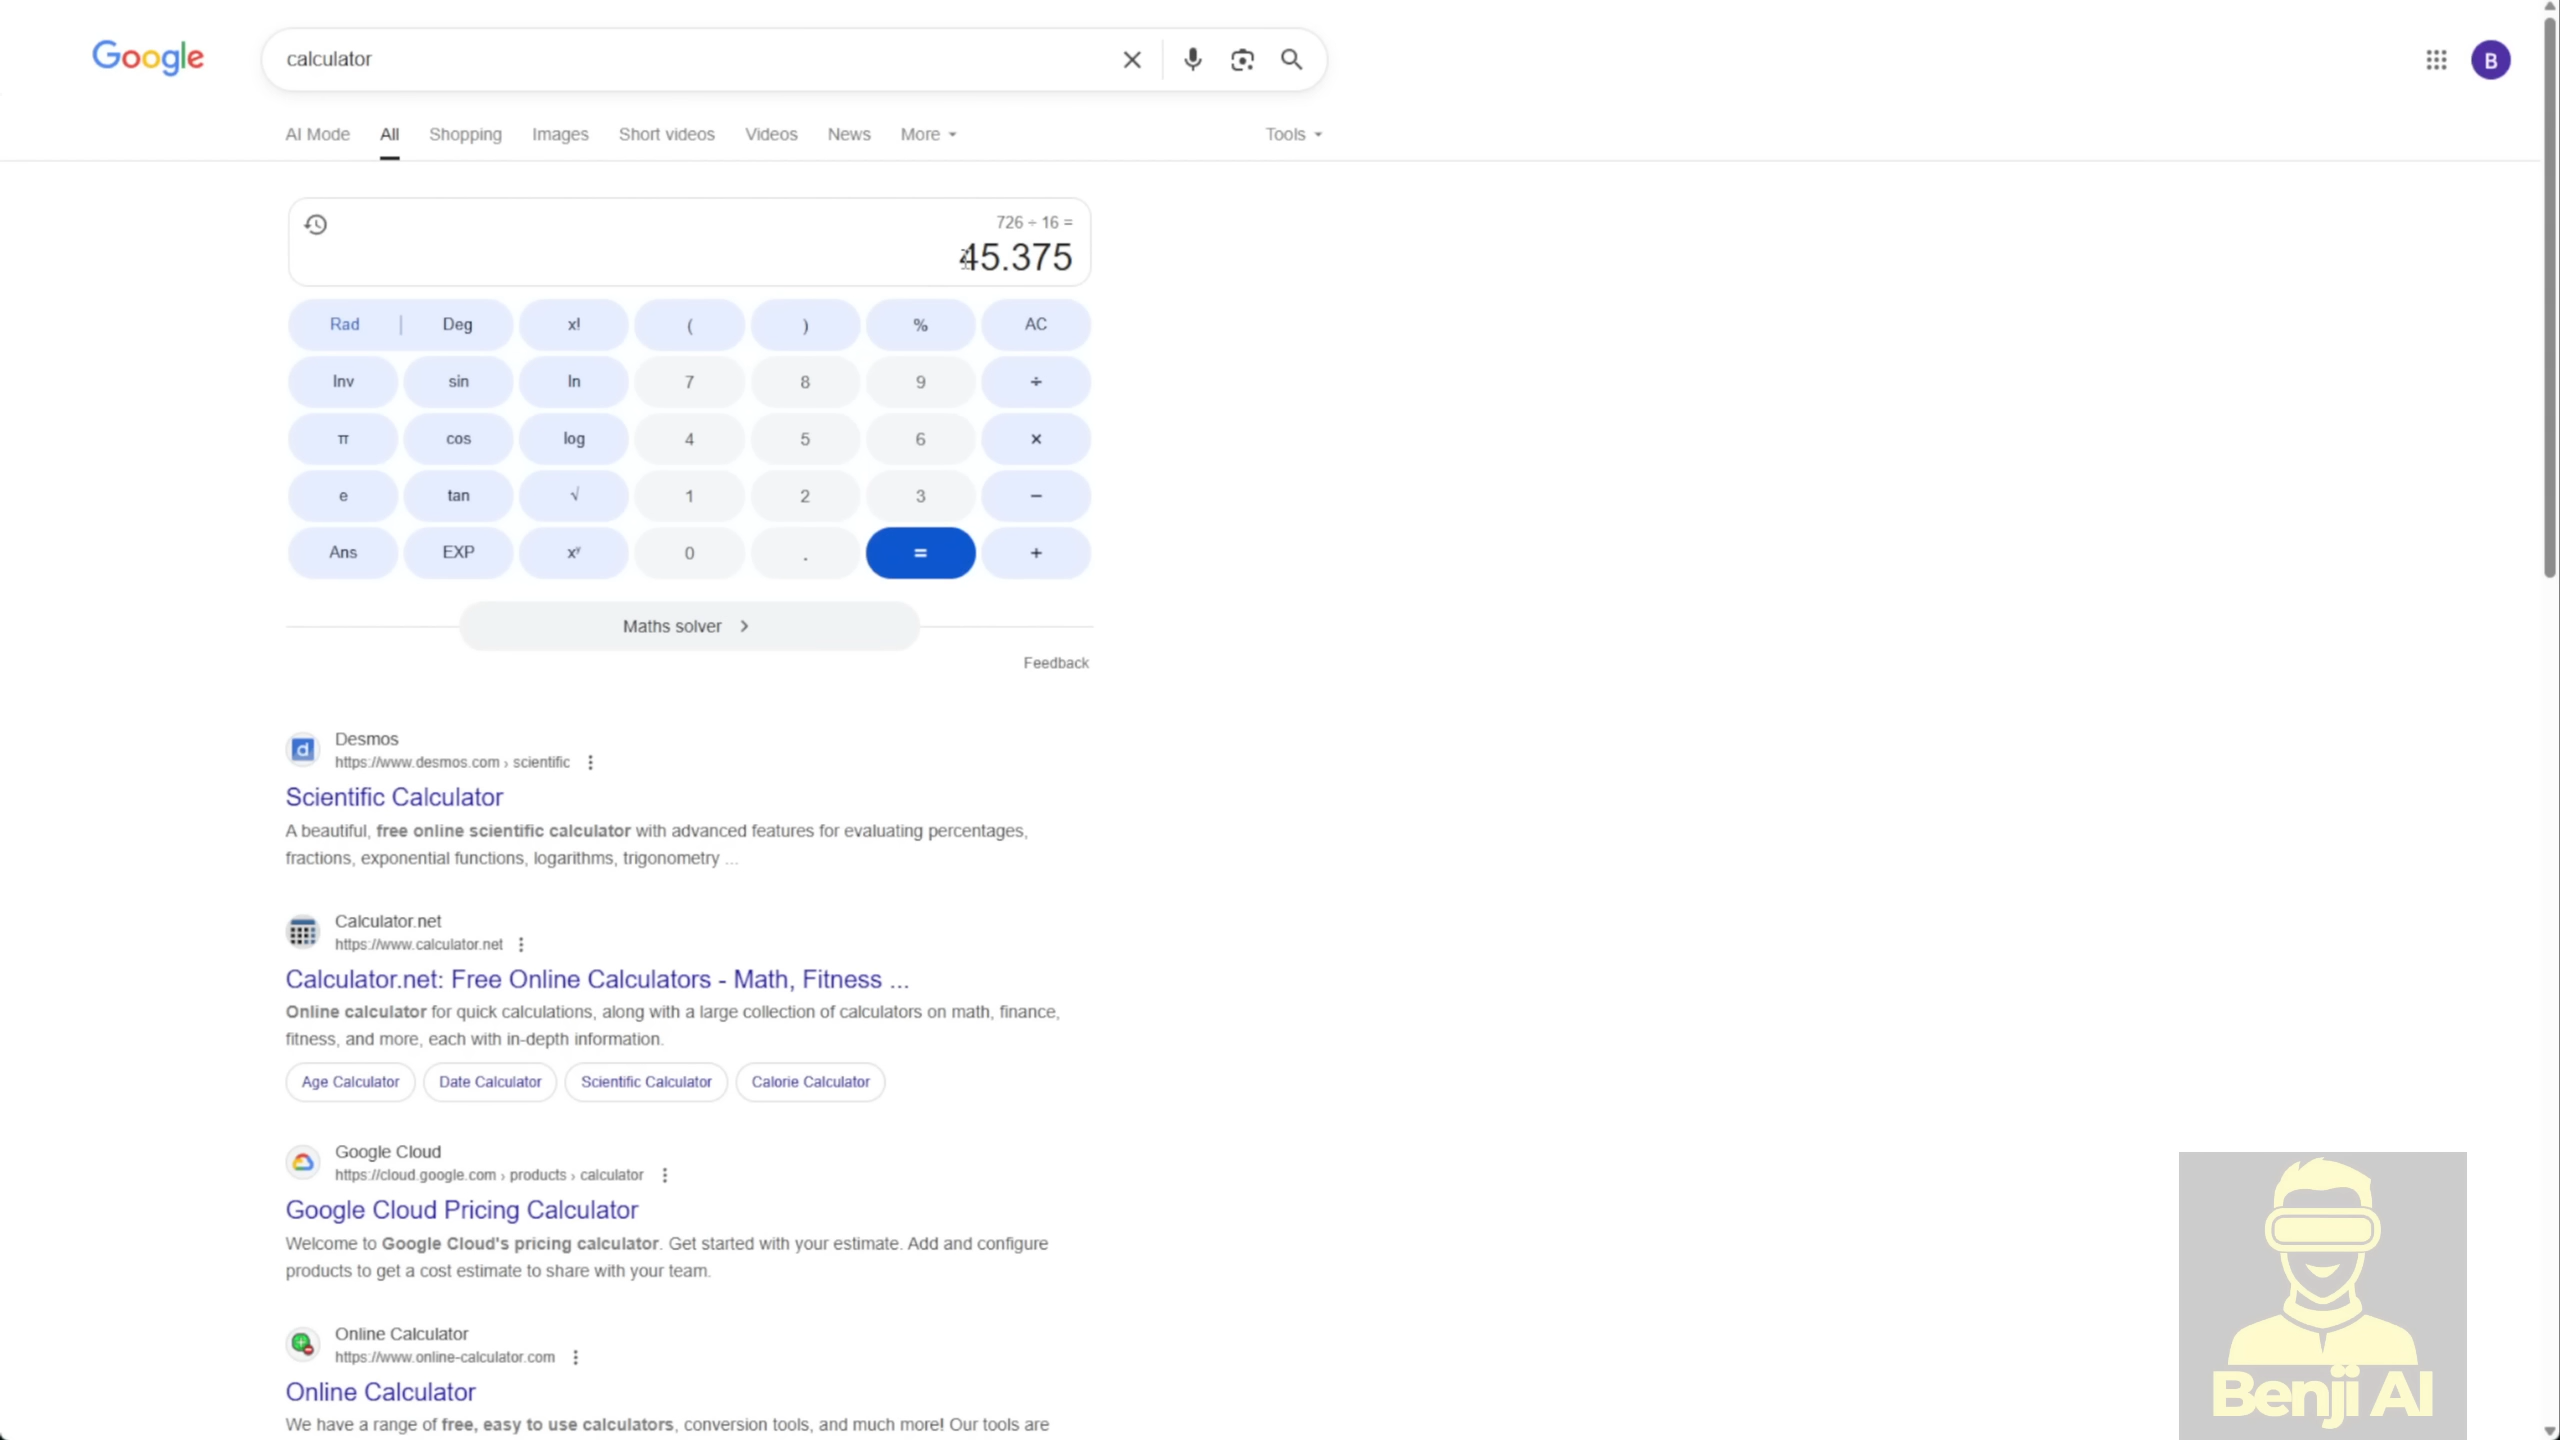 Google
calculator
B
AI Mode All Shopping Images Short videos Videos News More Tools
726 ÷ 16 =
45.375
Rad | Deg x! ( ) % AC
Inv sin ln 7 8 9 ÷
π cos log 4 5 6 ×
e tan √ 1 2 3 −
Ans EXP xʸ 0 . = +
Maths solver
Feedback
Desmos
https://www.desmos.com › scientific
Scientific Calculator
A beautiful, free online scientific calculator with advanced features for evaluating percentages,
fractions, exponential functions, logarithms, trigonometry ...
Calculator.net
https://www.calculator.net
Calculator.net: Free Online Calculators - Math, Fitness ...
Online calculator for quick calculations, along with a large collection of calculators on math, finance,
fitness, and more, each with in-depth information.
Age Calculator Date Calculator Scientific Calculator Calorie Calculator
Google Cloud
https://cloud.google.com › products › calculator
Google Cloud Pricing Calculator
Welcome to Google Cloud's pricing calculator. Get started with your estimate. Add and configure
products to get a cost estimate to share with your team.
Online Calculator
https://www.online-calculator.com
Online Calculator
We have a range of free, easy to use calculators, conversion tools, and much more! Our tools are
Benji AI